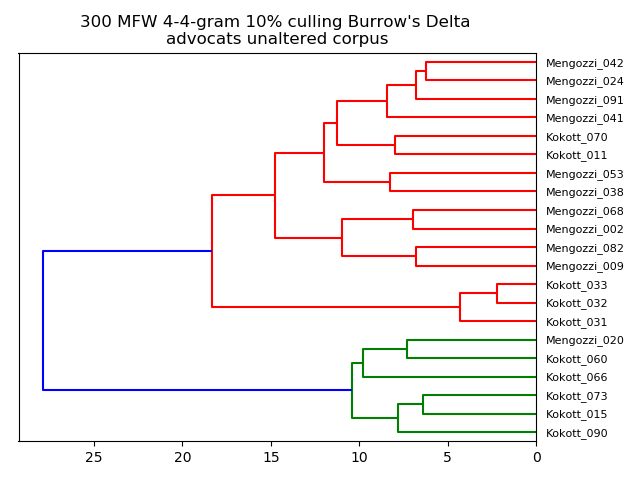 300 MFW 4-4-gram 10% culling Burrow's Delta
advocats unaltered corpus
Mengozzi_042
Mengozzi_024
Mengozzi_091
Mengozzi_041
Kokott_070
Kokott_011
Mengozzi_053
Mengozzi_038
Mengozzi_068
Mengozzi_002
Mengozzi_082
Mengozzi_009
Kokott_033
Kokott_032
Kokott_031
Mengozzi_020
Kokott_060
Kokott_066
Kokott_073
Kokott_015
Kokott_090
25 20 15 10 5 0